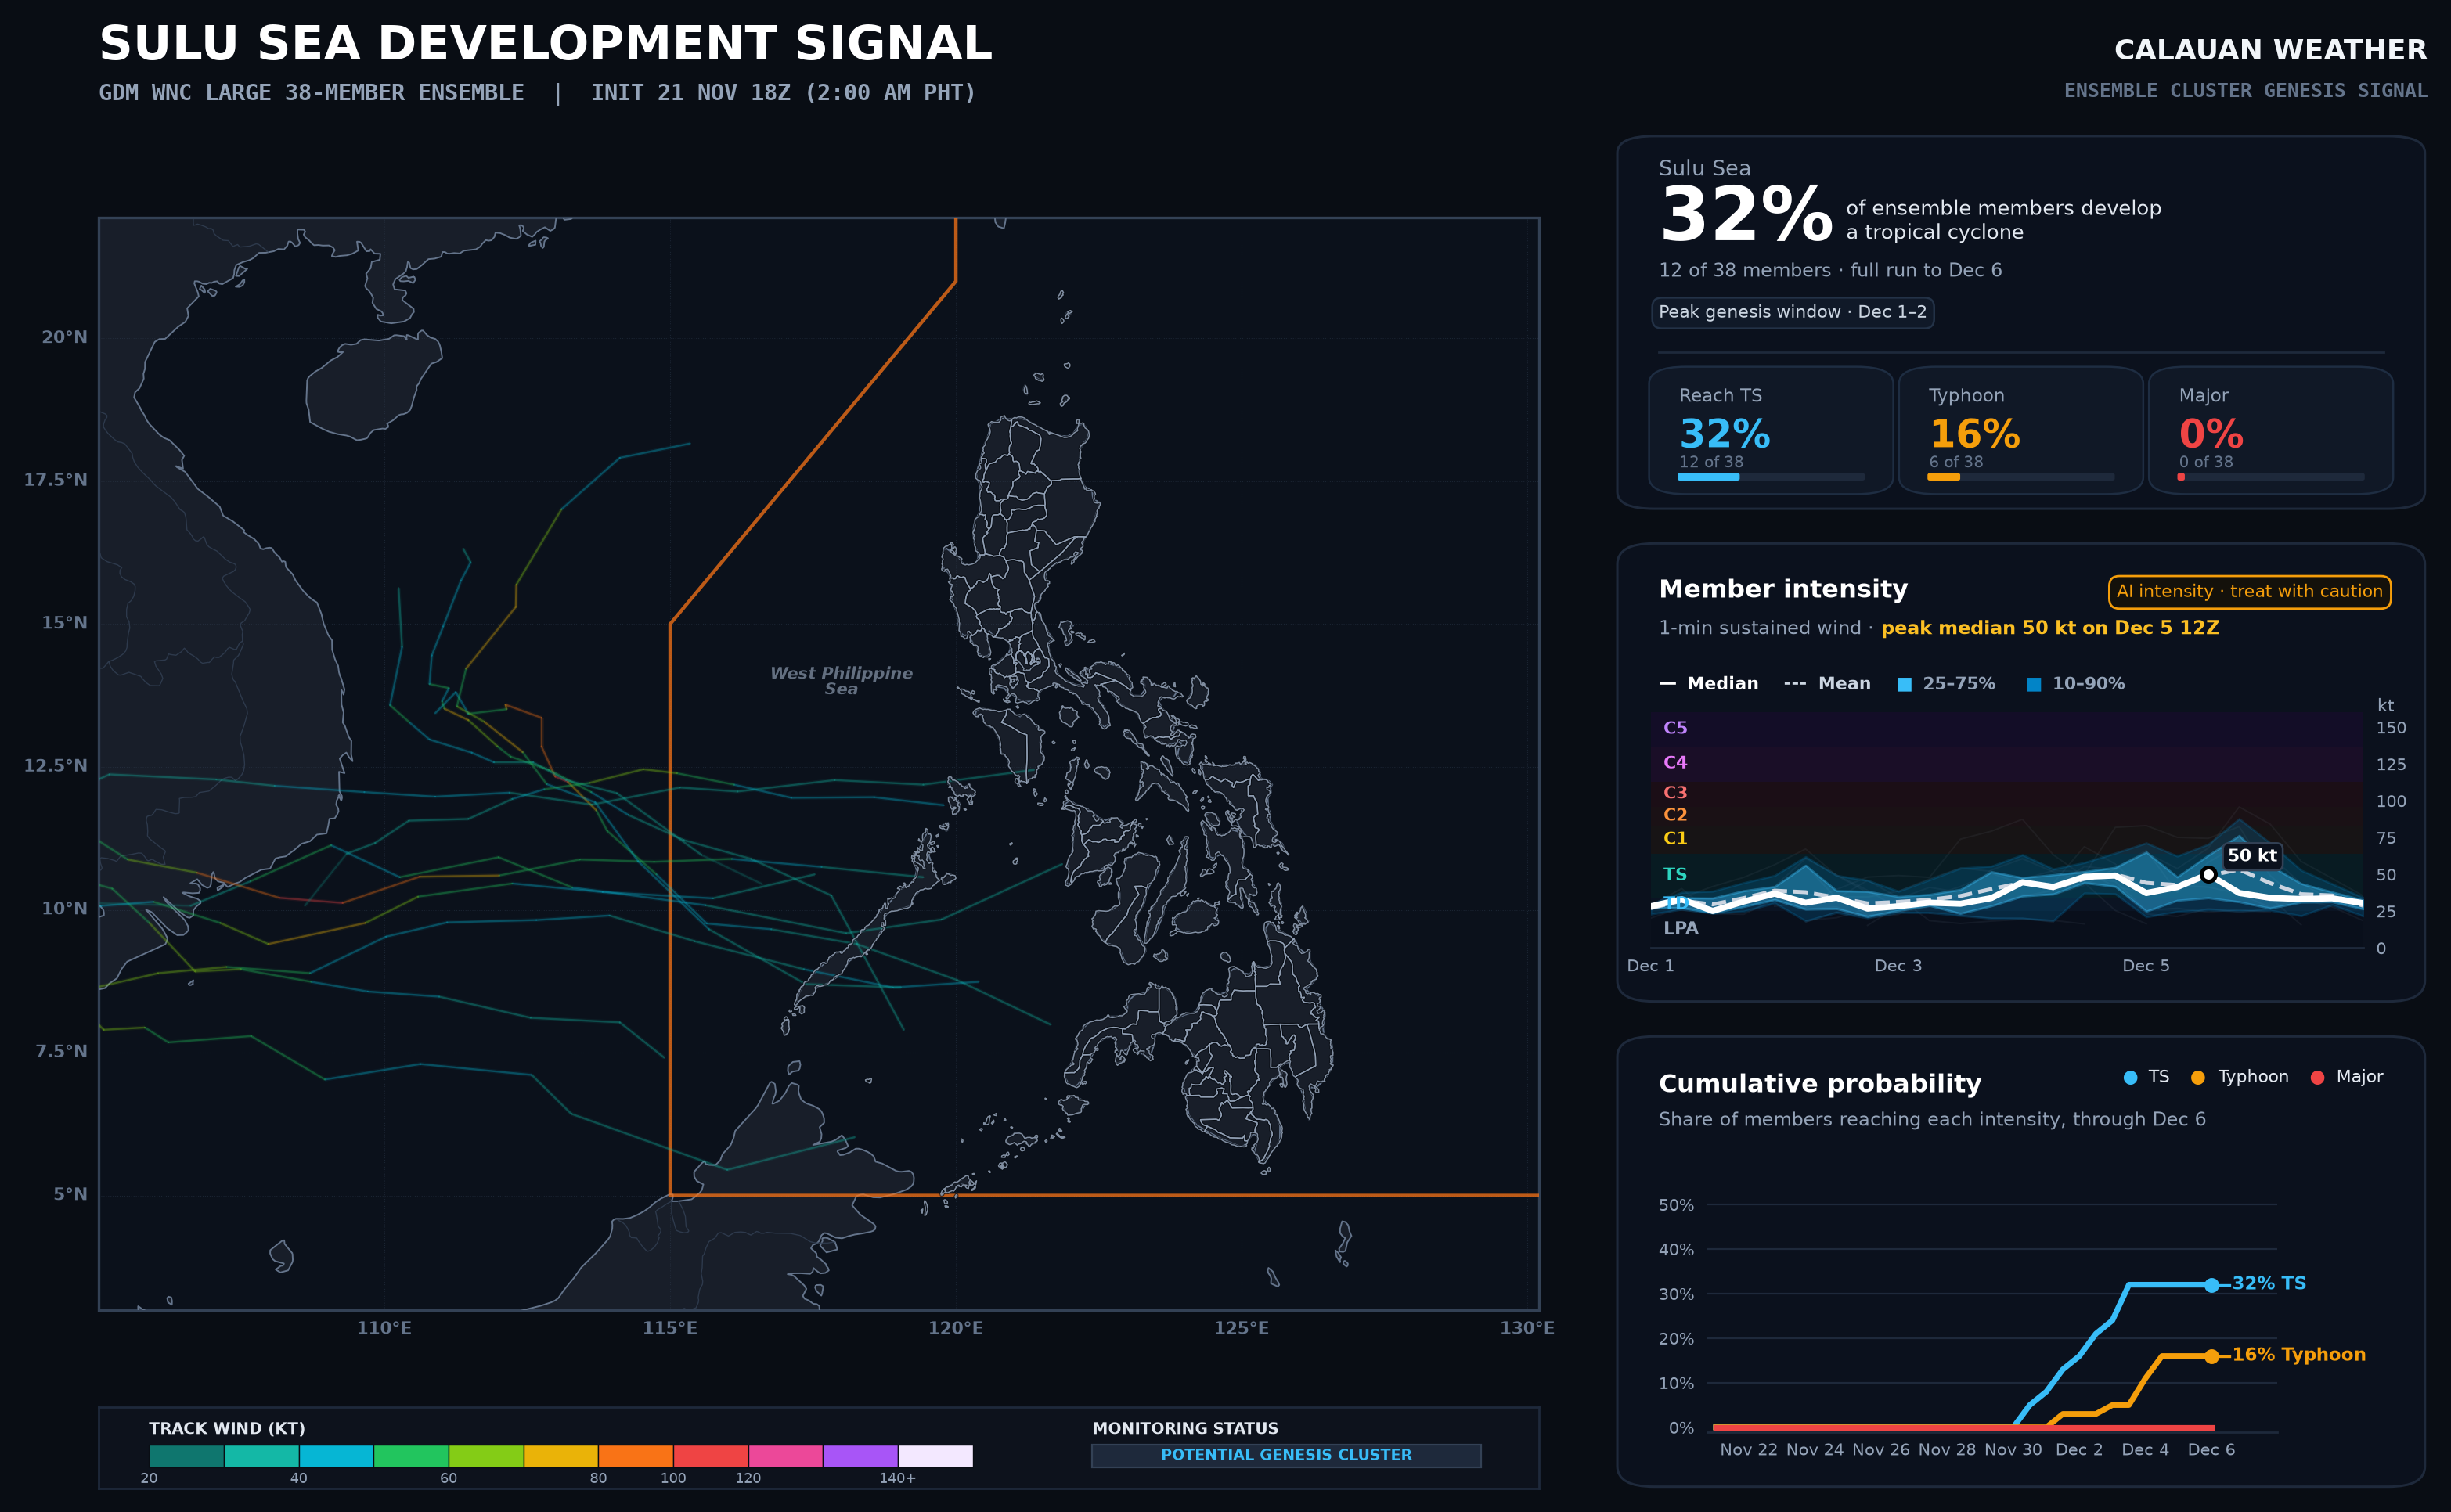 SULU SEA DEVELOPMENT SIGNAL
GDM WNC LARGE 38-MEMBER ENSEMBLE | INIT 21 NOV 18Z (2:00 AM PHT)
CALAUAN WEATHER
ENSEMBLE CLUSTER GENESIS SIGNAL
20°N
17.5°N
15°N
12.5°N
10°N
7.5°N
5°N
West Philippine
Sea
110°E
115°E
120°E
125°E
130°E
TRACK WIND (KT)
20
40
60
80
100
120
140+
MONITORING STATUS
POTENTIAL GENESIS CLUSTER
Sulu Sea
32%
of ensemble members develop
a tropical cyclone
12 of 38 members · full run to Dec 6
Peak genesis window · Dec 1–2
Reach TS
32%
12 of 38
Typhoon
16%
6 of 38
Major
0%
0 of 38
Member intensity
AI intensity · treat with caution
1-min sustained wind · peak median 50 kt on Dec 5 12Z
Median
Mean
25–75%
10–90%
kt
C5
C4
C3
C2
C1
TS
TD
LPA
50 kt
150
125
100
75
50
25
0
Dec 1
Dec 3
Dec 5
Cumulative probability
TS
Typhoon
Major
Share of members reaching each intensity, through Dec 6
50%
40%
30%
20%
10%
0%
32% TS
16% Typhoon
Nov 22
Nov 24
Nov 26
Nov 28
Nov 30
Dec 2
Dec 4
Dec 6